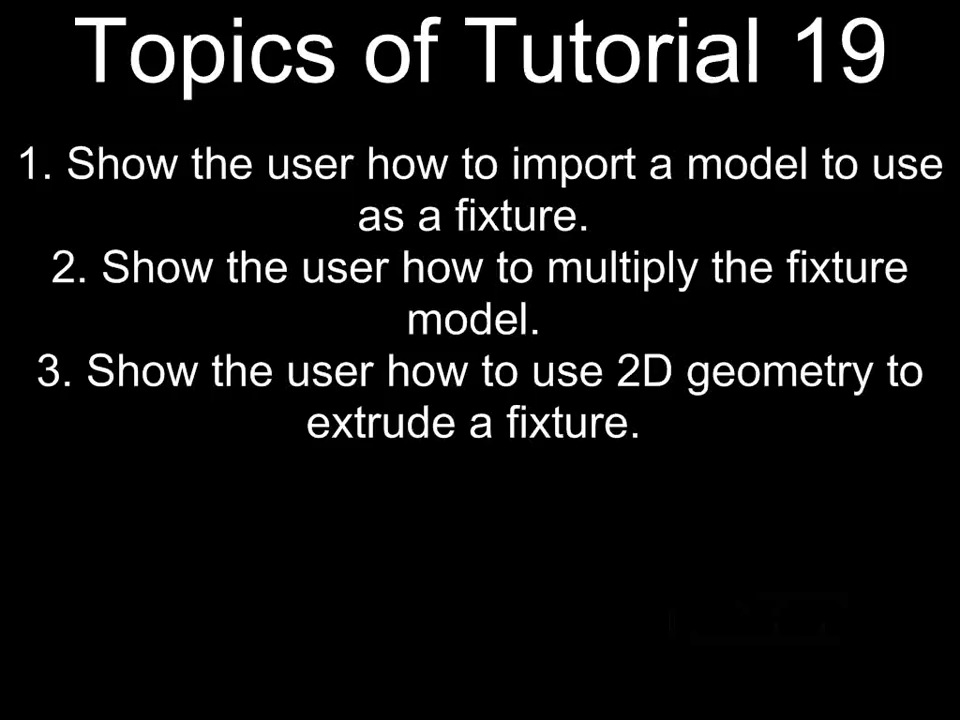 Topics of Tutorial 19
1. Show the user how to import a model to use
as a fixture.
2. Show the user how to multiply the fixture
model.
3. Show the user how to use 2D geometry to
extrude a fixture.